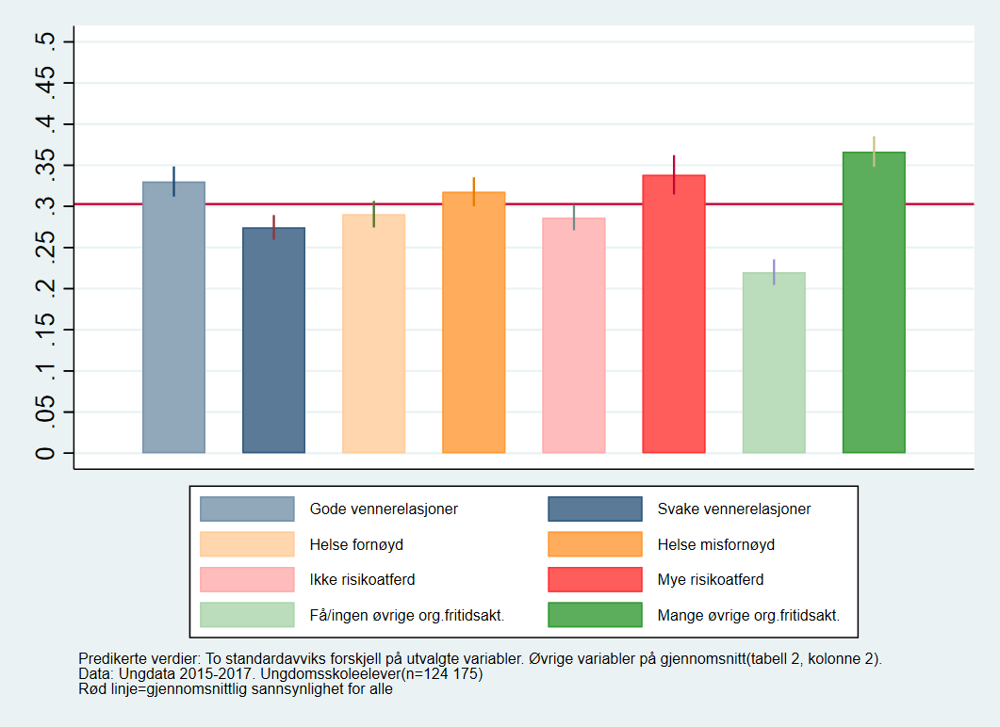 .5
.45
.4
.35
.3
.25
.2
.15
.1
.05
0
Gode vennerelasjoner
Svake vennerelasjoner
Helse fornøyd
Helse misfornøyd
Ikke risikoatferd
Mye risikoatferd
Få/ingen øvrige org.fritidsakt.
Mange øvrige org.fritidsakt.
Predikerte verdier: To standardavviks forskjell på utvalgte variabler. Øvrige variabler på gjennomsnitt(tabell 2, kolonne 2).
Data: Ungdata 2015-2017. Ungdomsskoleelever(n=124 175)
Rød linje=gjennomsnittlig sannsynlighet for alle